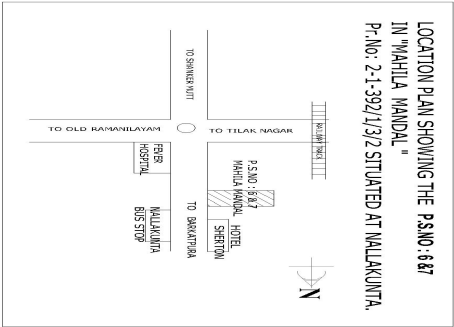 LOCATION PLAN SHOWING THE P.S.NO : 6 &7
IN "MAHILA MANDAL "
Pr.No: 2-1-392/1/3/2 SITUATED AT NALLAKUNTA.
TO SHANKER MUTT
RAILWAY TRACK
TO OLD RAMANILAYAM
TO TILAK NAGAR
FEVER
HOSPITAL
P.S.NO : 6 &7
MAHILA MANDAL
NALLAKUNTA
BUS STOP
TO BARKATPURA
HOTEL
SHERTON
N